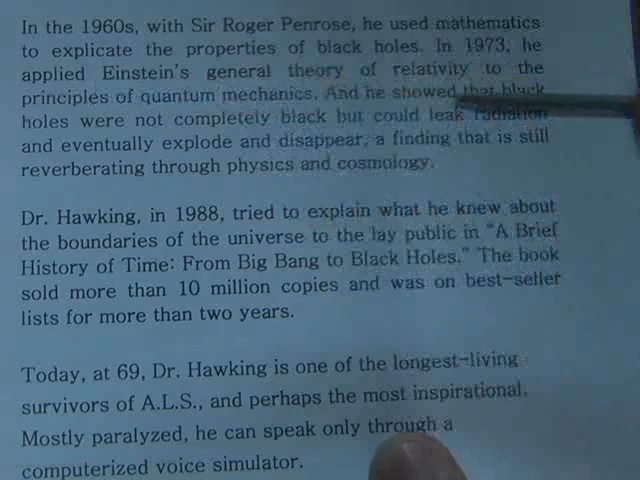 In the 1960s, with Sir Roger Penrose, he used mathematics
to explicate the properties of black holes. In 1973, he
applied Einstein's general theory of relativity to the
principles of quantum mechanics. And he showed that black
holes were not completely black but could leak radiation
and eventually explode and disappear, a finding that is still
reverberating through physics and cosmology.
Dr. Hawking, in 1988, tried to explain what he knew about
the boundaries of the universe to the lay public in “A Brief
History of Time: From Big Bang to Black Holes.” The book
sold more than 10 million copies and was on best-seller
lists for more than two years.
Today, at 69, Dr. Hawking is one of the longest-living
survivors of A.L.S., and perhaps the most inspirational.
Mostly paralyzed, he can speak only through a
computerized voice simulator.